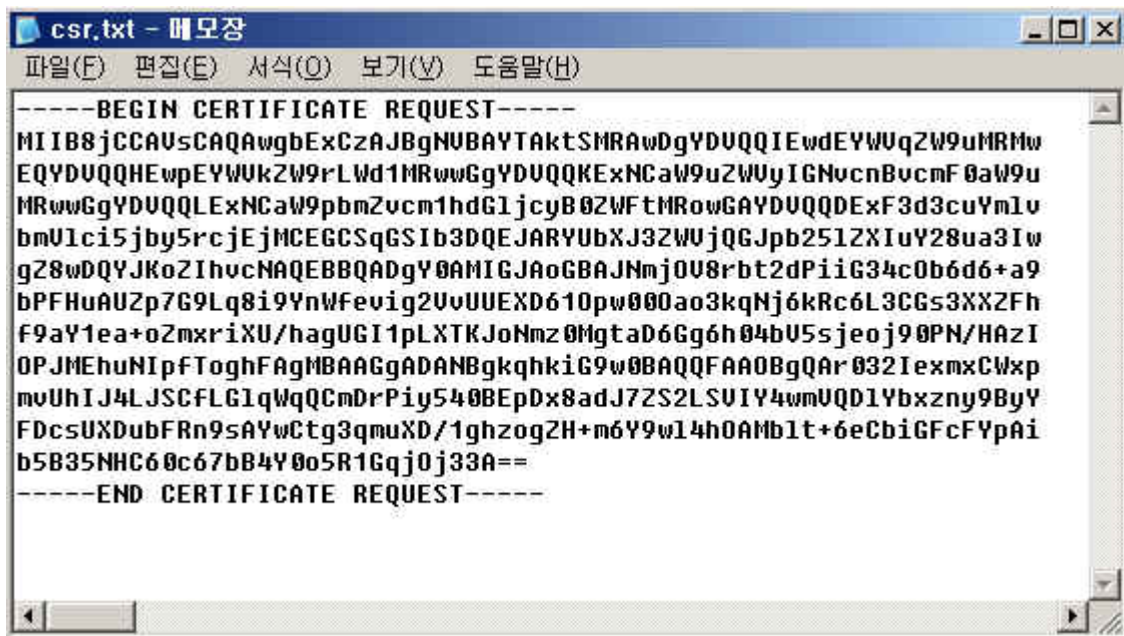 csr.txt - 메모장
파일(F) 편집(E) 서식(O) 보기(V) 도움말(H)
-----BEGIN CERTIFICATE REQUEST-----
MIIB8jCCAVsCAQAwgbExCzAJBgNVBAYTAktSMRAwDgYDVQQIEwdEYWVqZW9uMRMw
EQYDVQQHEwpEYWVkZW9rLWd1MRwwGgYDVQQKExNCaW9uZWVyIGNvcnBvcmF0aW9u
MRwwGgYDVQQLExNCaW9pbmZvcm1hdGljcyB0ZWFtMRowGAYDVQQDExF3d3cuYmlv
bmVlci5jby5rcjEjMCEGCSqGSIb3DQEJARYUbXJ3ZWVjQGJpb25lZXIuY28ua3Iw
gZ8wDQYJKoZIhvcNAQEBBQADgY0AMIGJAoGBAJNmjOV8rbt2dPiiG34cOb6d6+a9
bPFHuAUZp7G9Lq8i9YnWfevig2VvUUEXD61Opw00Oao3kqNj6kRc6L3CGs3XXZFh
f9aY1ea+oZmxriXU/hagUGI1pLXTKJoNmz0MgtaD6Gg6h04bV5sjeoj90PN/HAzI
OPJMEhuNIpfToghFAgMBAAGgADANBgkqhkiG9w0BAQQFAAOBgQAr032IexmxCWxp
mvUhIJ4LJSCfLGlqWqQCmDrPiy540BEpDx8adJ7ZS2LSVIY4wmVQDlYbxzny9ByY
FDcsUXDubFRn9sAYwCtg3qmuXD/1ghzogZH+m6Y9wl4hOAMblt+6eCbiGFcFYpAi
b5B35NHC60c67bB4Y0o5R1GqjOj33A==
-----END CERTIFICATE REQUEST-----